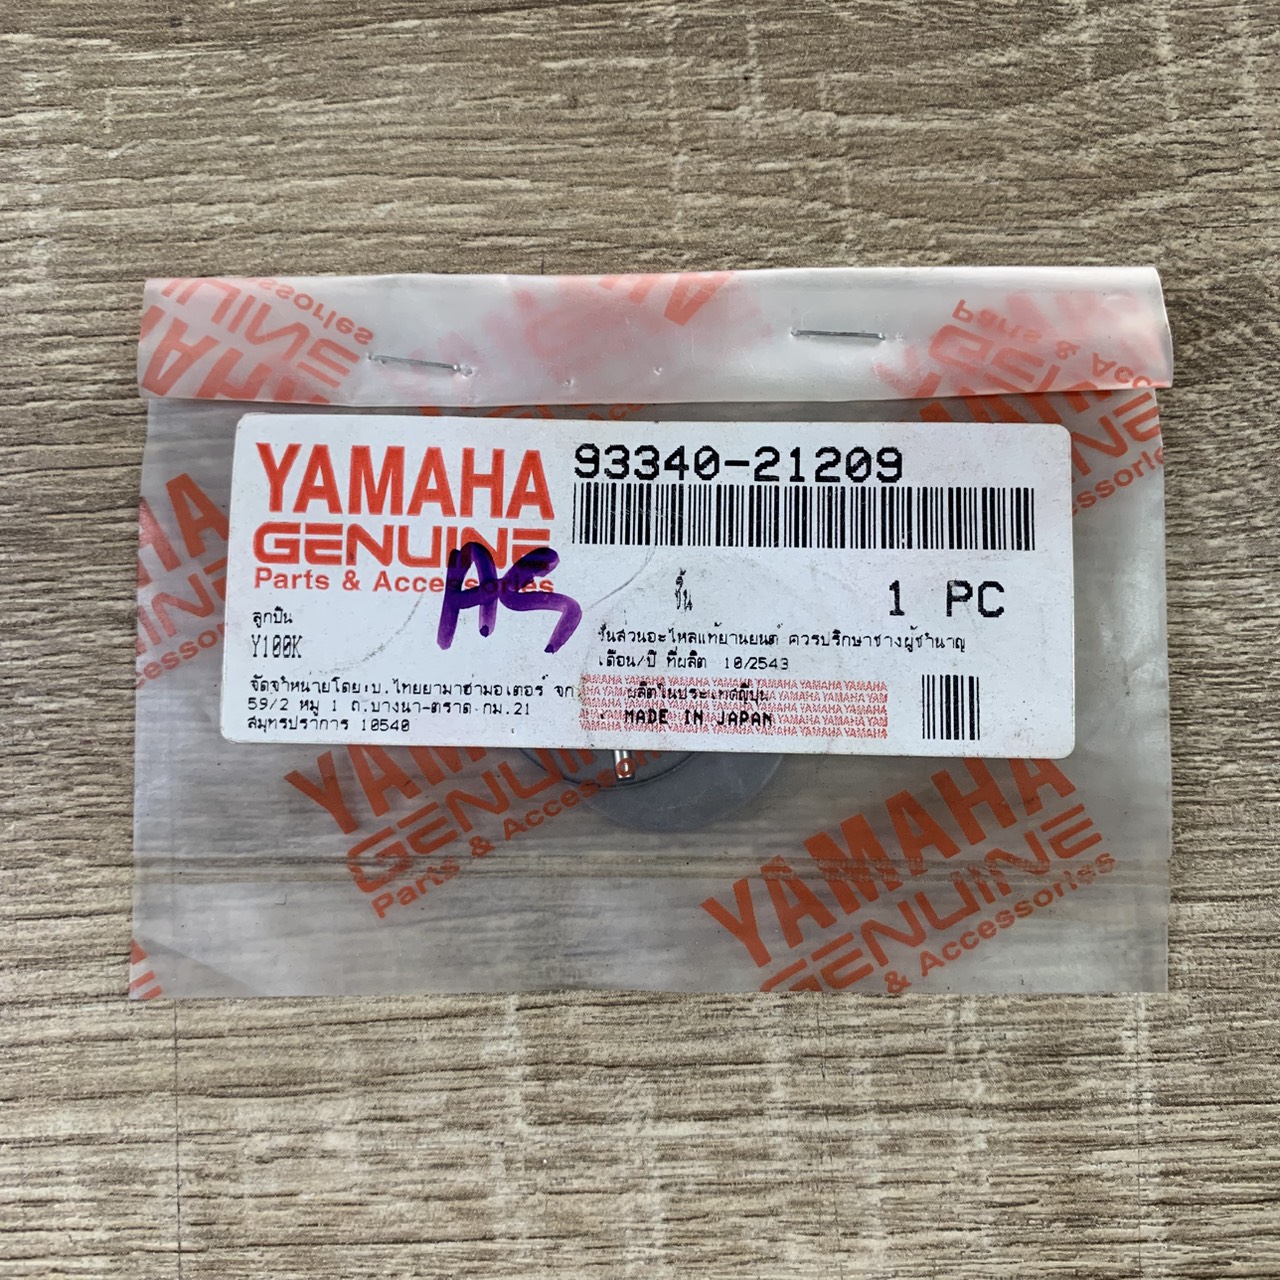 YAMAHA
GENUINE
Parts & Accessories
93340-21209
AS
ชิ้น
1 PC
ลูกปืน
Y100K
ชิ้นส่วนอะไหล่แท้ยานยนต์ ควรปรึกษาช่างผู้ชำนาญ
เดือน/ปี ที่ผลิต 10/2543
จัดจำหน่ายโดย บ.ไทยยามาฮ่ามอเตอร์ จก.
59/2 หมู่ 1 ถ.บางนา-ตราด กม.21
สมุทรปราการ 10540
ผลิตในประเทศญี่ปุ่น
MADE IN JAPAN
YAMAHA
GENUINE
Parts & Accessories
YAMAHA
GENUINE
& Accessories